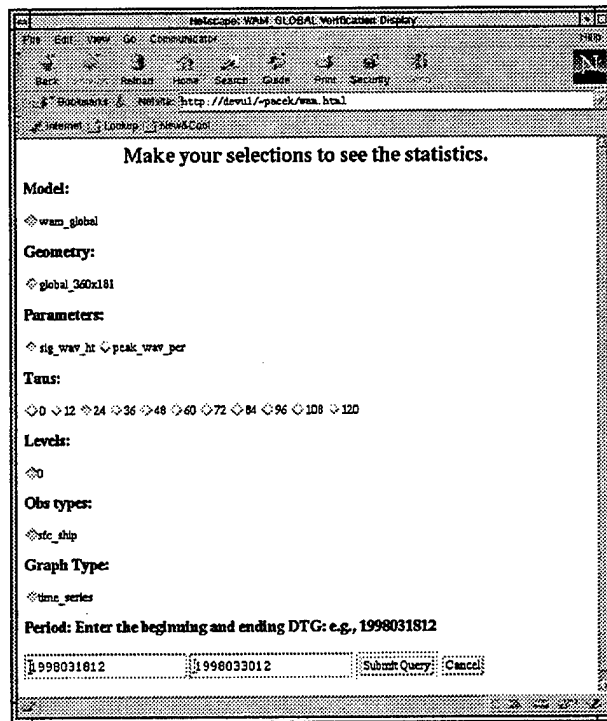 Netscape: WAM_GLOBAL Verification Display
File Edit View Go Communicator Help
Back Reload Home Search Guide Print Security
Bookmarks Netsite: http://devul/~pacek/wam.html
Internet Lookup New&Cool
Make your selections to see the statistics.
Model:
wam_global
Geometry:
global_360x181
Parameters:
sig_wav_ht peak_wav_per
Taus:
0 12 24 36 48 60 72 84 96 108 120
Levels:
0
Obs types:
sfc_ship
Graph Type:
time_series
Period: Enter the beginning and ending DTG: e.g., 1998031812
1998031812 1998033012 Submit Query Cancel